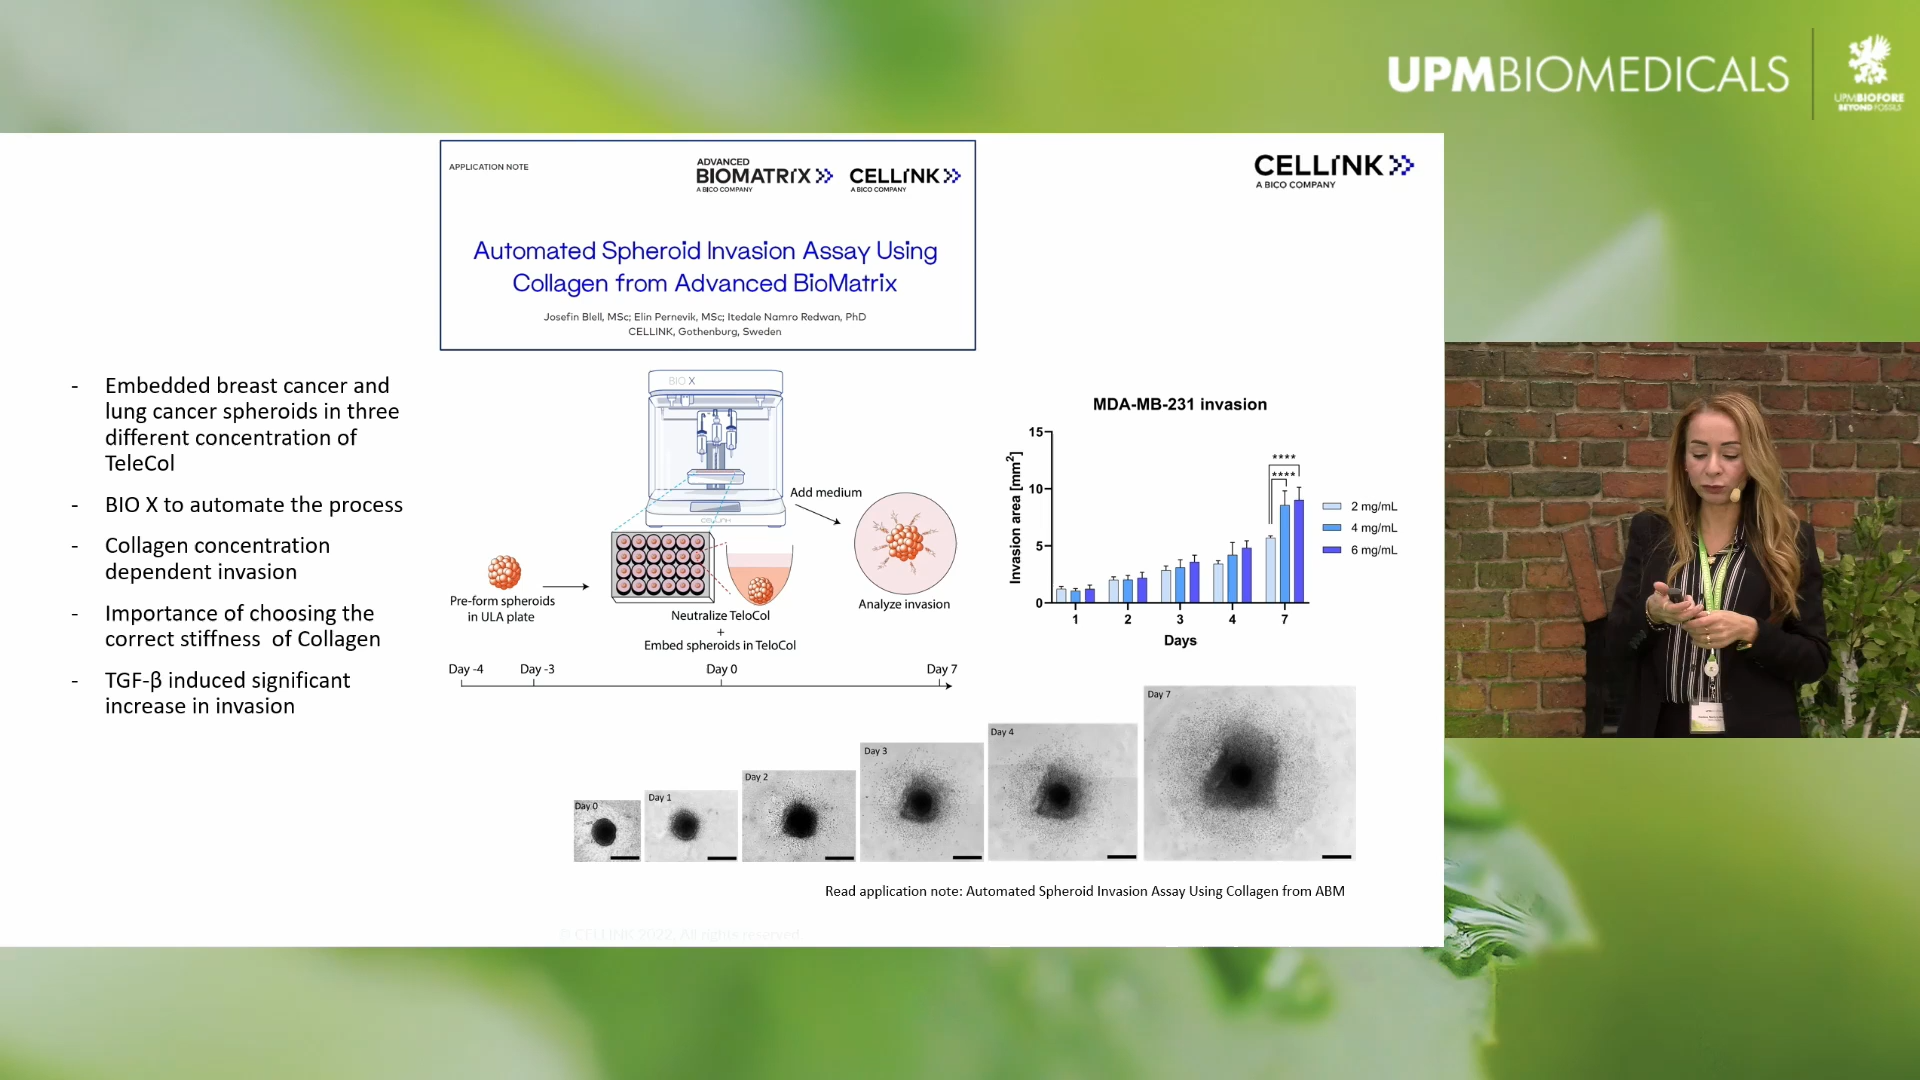 UPMBIOMEDICALS
UPMBIOFORE
BEYOND FOSSILS
APPLICATION NOTE
ADVANCED
BIOMATRIX
A BICO COMPANY
CELLINK
A BICO COMPANY
Automated Spheroid Invasion Assay Using
Collagen from Advanced BioMatrix
Josefin Blell, MSc; Elin Pernevik, MSc; Itedale Namro Redwan, PhD
CELLINK, Gothenburg, Sweden
CELLINK
A BICO COMPANY
- Embedded breast cancer and
lung cancer spheroids in three
different concentration of
TeleCol
- BIO X to automate the process
- Collagen concentration
dependent invasion
- Importance of choosing the
correct stiffness of Collagen
- TGF-β induced significant
increase in invasion
BIO X
CELLINK
Add medium
Pre-form spheroids
in ULA plate
Neutralize TeloCol
+
Embed spheroids in TeloCol
Analyze invasion
Day -4
Day -3
Day 0
Day 7
MDA-MB-231 invasion
Invasion area [mm²]
15
10
5
0
****
****
1
2
3
4
7
Days
2 mg/mL
4 mg/mL
6 mg/mL
Day 0
Day 1
Day 2
Day 3
Day 4
Day 7
Read application note: Automated Spheroid Invasion Assay Using Collagen from ABM
© CELLINK 2022, All rights reserved